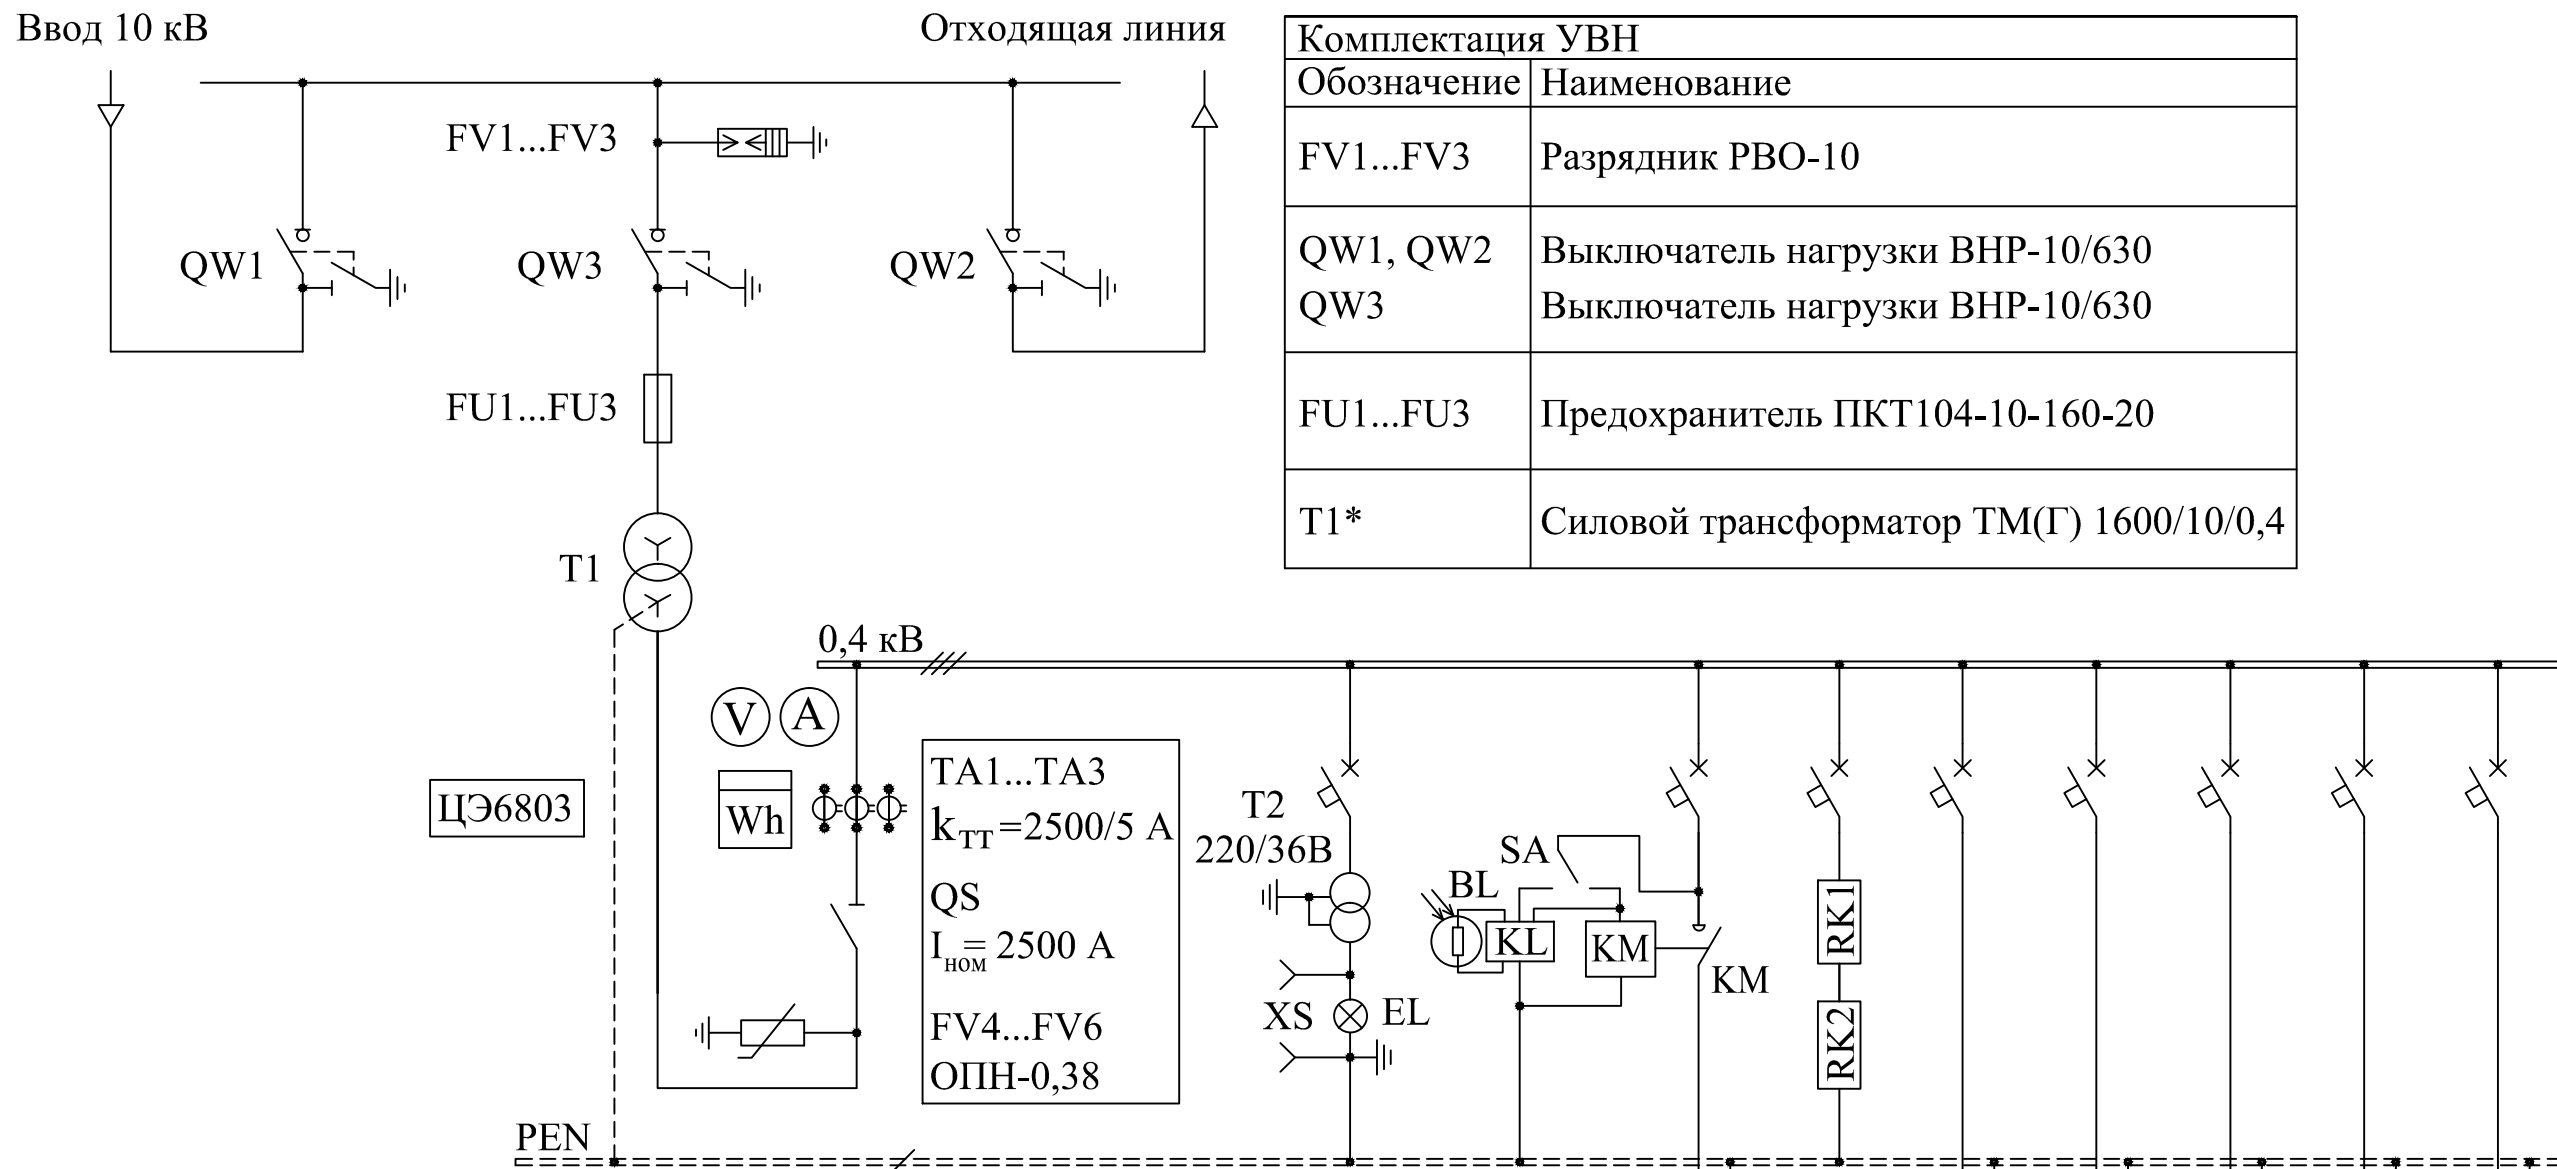 Ввод 10 кВ
Отходящая линия
Комплектация УВН
Обозначение Наименование
FV1...FV3 Разрядник РВО-10
QW1, QW2 Выключатель нагрузки ВНР-10/630
QW3 Выключатель нагрузки ВНР-10/630
FU1...FU3 Предохранитель ПКТ104-10-160-20
T1* Силовой трансформатор ТМ(Г) 1600/10/0,4
FV1...FV3
QW1
QW3
QW2
FU1...FU3
T1
0,4 кВ
V
A
Wh
ЦЭ6803
TA1...TA3
kТТ=2500/5 А
QS
Iном= 2500 А
FV4...FV6
ОПН-0,38
T2
220/36В
XS
EL
SA
BL
KL
KM
KM
RK1
RK2
PEN